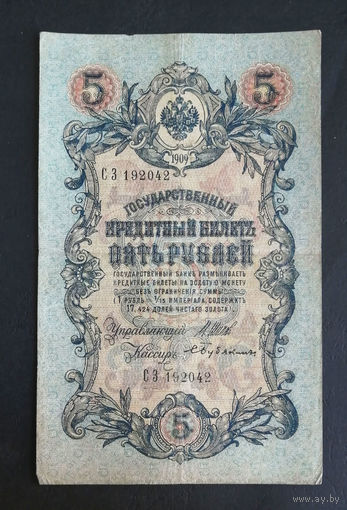 5 5
1909
СЗ 192042
ГОСУДАРСТВЕННЫЙ
КРЕДИТНЫЙ БИЛЕТЪ
ПЯТЬ РУБЛЕЙ
ГОСУДАРСТВЕННЫЙ БАНКЪ РАЗМѢНИВАЕТЪ
КРЕДИТНЫЕ БИЛЕТЫ НА ЗОЛОТУЮ МОНЕТУ
БЕЗЪ ОГРАНИЧЕНІЯ СУММЫ
(1 РУБЛЬ = 1/15 ИМПЕРІАЛА, СОДЕРЖИТЪ
17,424 ДОЛЕЙ ЧИСТАГО ЗОЛОТА)
Управляющій
Кассиръ
СЗ 192042
5
www.ay.by